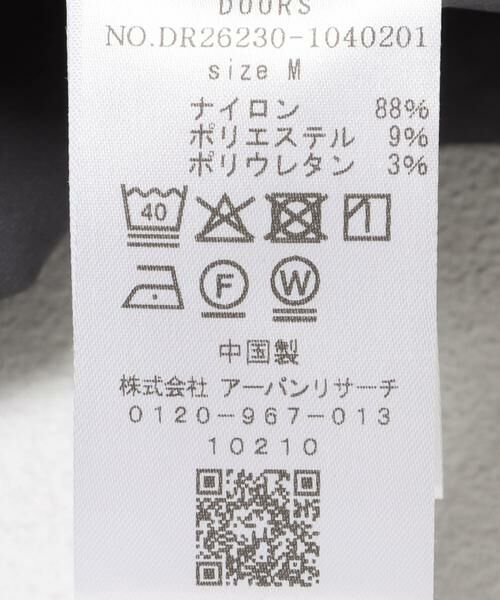 DOORS
NO.DR26230-1040201
size M
ナイロン 88%
ポリエステル 9%
ポリウレタン 3%
40
F W
中国製
株式会社 アーバンリサーチ
0120-967-013
10210